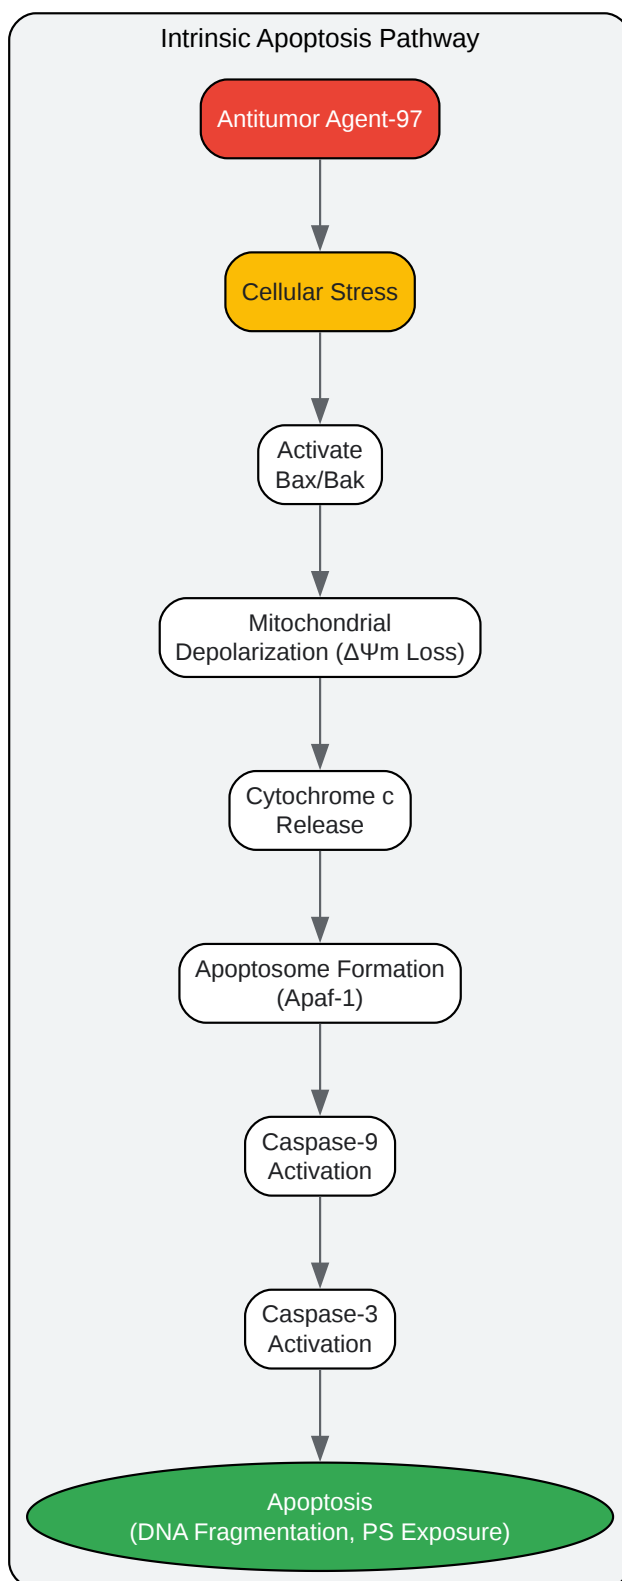 Intrinsic Apoptosis Pathway
Antitumor Agent-97
Cellular Stress
Activate
Bax/Bak
Mitochondrial
Depolarization (ΔΨm Loss)
Cytochrome c
Release
Apoptosome Formation
(Apaf-1)
Caspase-9
Activation
Caspase-3
Activation
Apoptosis
(DNA Fragmentation, PS Exposure)